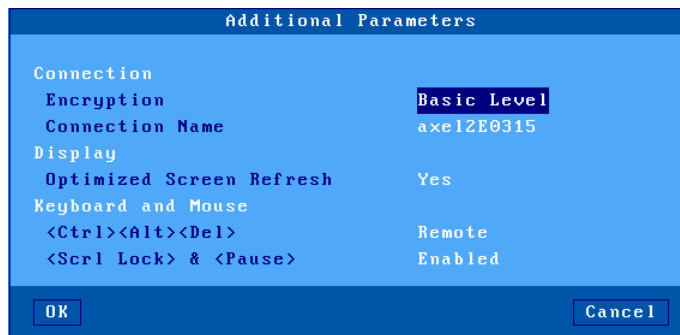 Additional Parameters
Connection
Encryption Basic Level
Connection Name axel2E0315
Display
Optimized Screen Refresh Yes
Keyboard and Mouse
<Ctrl><Alt><Del> Remote
<Scrl Lock> & <Pause> Enabled
OK Cancel